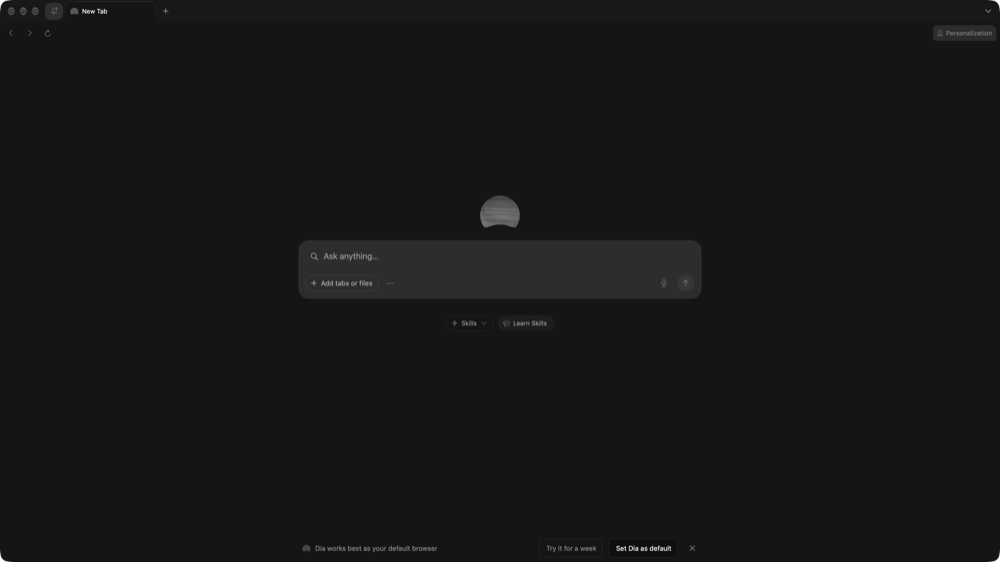 New Tab
Personalization
Ask anything...
Add tabs or files
Skills
Learn Skills
Dia works best as your default browser
Try it for a week
Set Dia as default